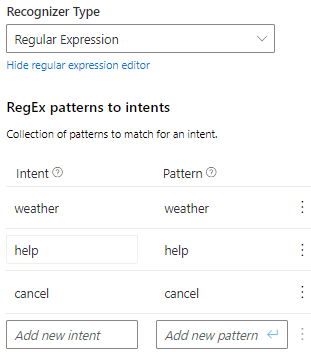 Recognizer Type
Regular Expression
Hide regular expression editor
RegEx patterns to intents
Collection of patterns to match for an intent.
Intent Pattern
weather weather
help help
cancel cancel
Add new intent Add new pattern